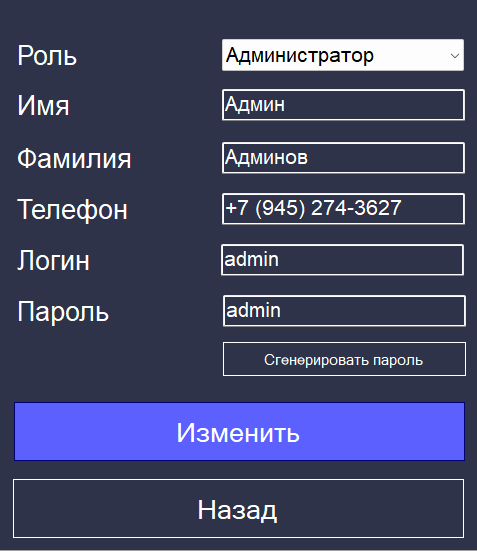 Роль Администратор
Имя Админ
Фамилия Админов
Телефон +7 (945) 274-3627
Логин admin
Пароль admin
Сгенерировать пароль
Изменить
Назад